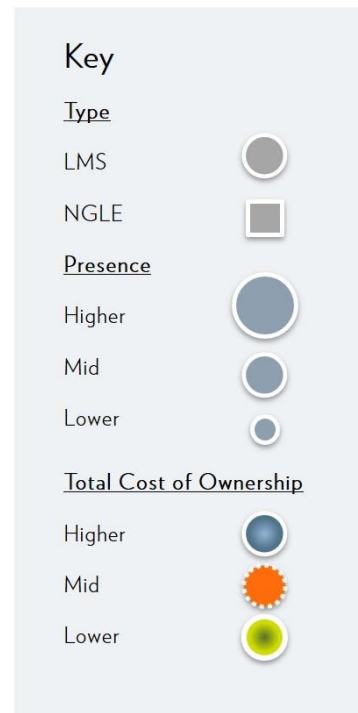 Key
Type
LMS
NGLE
Presence
Higher
Mid
Lower
Total Cost of Ownership
Higher
Mid
Lower